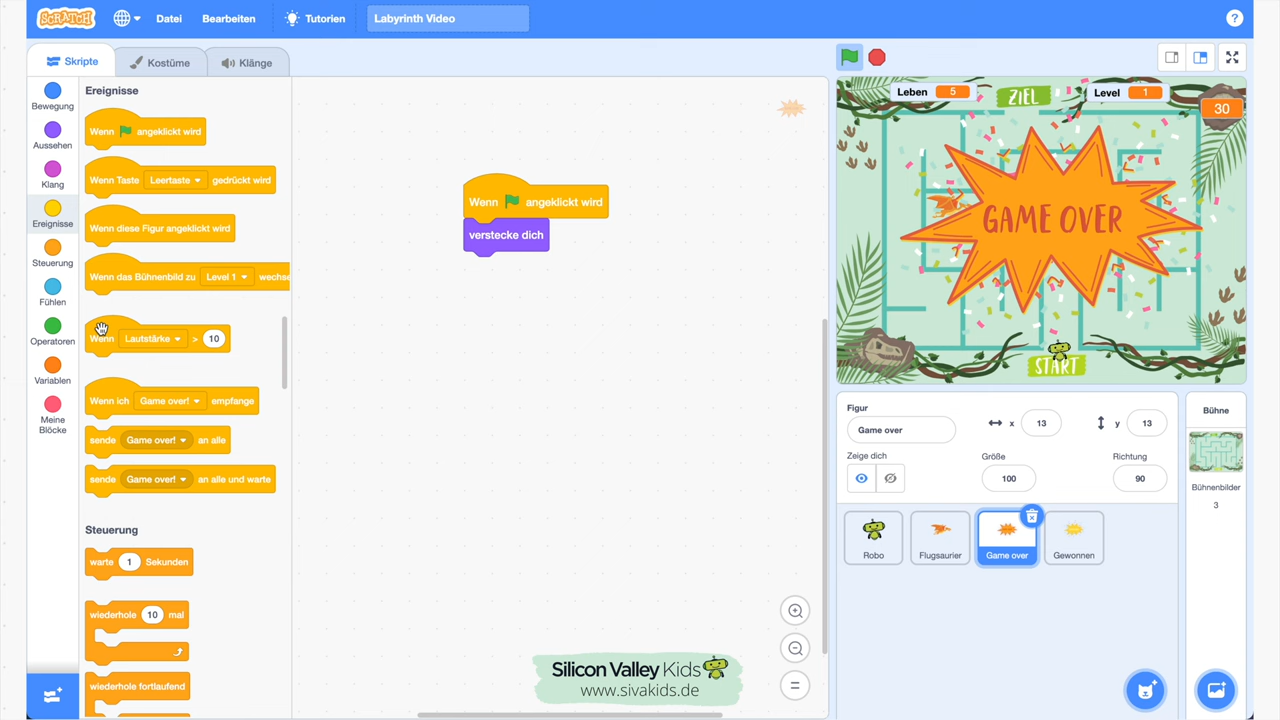 SCRATCH
Datei
Bearbeiten
Tutorien
Labyrinth Video
?
Skripte
Kostüme
Klänge
Bewegung
Aussehen
Klang
Ereignisse
Steuerung
Fühlen
Operatoren
Variablen
Meine
Blöcke
Ereignisse
Wenn angeklickt wird
Wenn Taste Leertaste gedrückt wird
Wenn diese Figur angeklickt wird
Wenn das Bühnenbild zu Level 1 wechse
Wenn Lautstärke > 10
Wenn ich Game over! empfange
sende Game over! an alle
sende Game over! an alle und warte
Steuerung
warte 1 Sekunden
wiederhole 10 mal
wiederhole fortlaufend
Wenn angeklickt wird
verstecke dich
Silicon Valley Kids
www.sivakids.de
Leben 5
ZIEL
Level 1
30
GAME OVER
START
Figur
Game over
x 13
y 13
Zeige dich
Größe
100
Richtung
90
Robo
Flugsaurier
Game over
Gewonnen
Bühne
Bühnenbilder
3